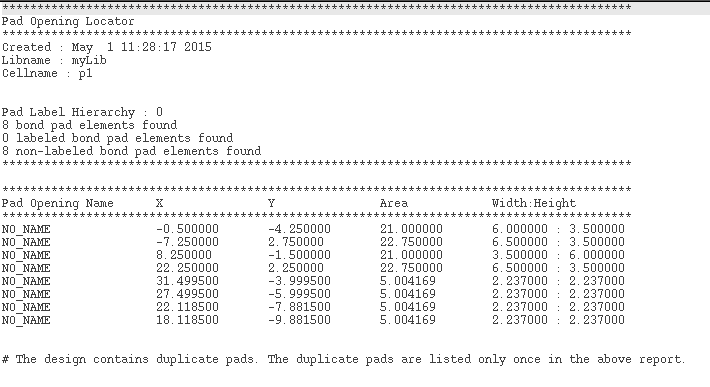 ******************************************************************************************
Pad Opening Locator
******************************************************************************************
Created : May  1 11:28:17 2015
Libname : myLib
Cellname : p1
Pad Label Hierarchy : 0
8 bond pad elements found
0 labeled bond pad elements found
8 non-labeled bond pad elements found
******************************************************************************************
******************************************************************************************
Pad Opening Name      X               Y               Area            Width:Height
******************************************************************************************
NO_NAME               -0.500000       -4.250000       21.000000       6.000000 : 3.500000
NO_NAME               -7.250000       2.750000        22.750000       6.500000 : 3.500000
NO_NAME               8.250000        -1.500000       21.000000       3.500000 : 6.000000
NO_NAME               22.250000       2.250000        22.750000       6.500000 : 3.500000
NO_NAME               31.499500       -3.999500       5.004169        2.237000 : 2.237000
NO_NAME               27.499500       -5.999500       5.004169        2.237000 : 2.237000
NO_NAME               22.118500       -7.881500       5.004169        2.237000 : 2.237000
NO_NAME               18.118500       -9.881500       5.004169        2.237000 : 2.237000
# The design contains duplicate pads. The duplicate pads are listed only once in the above report.